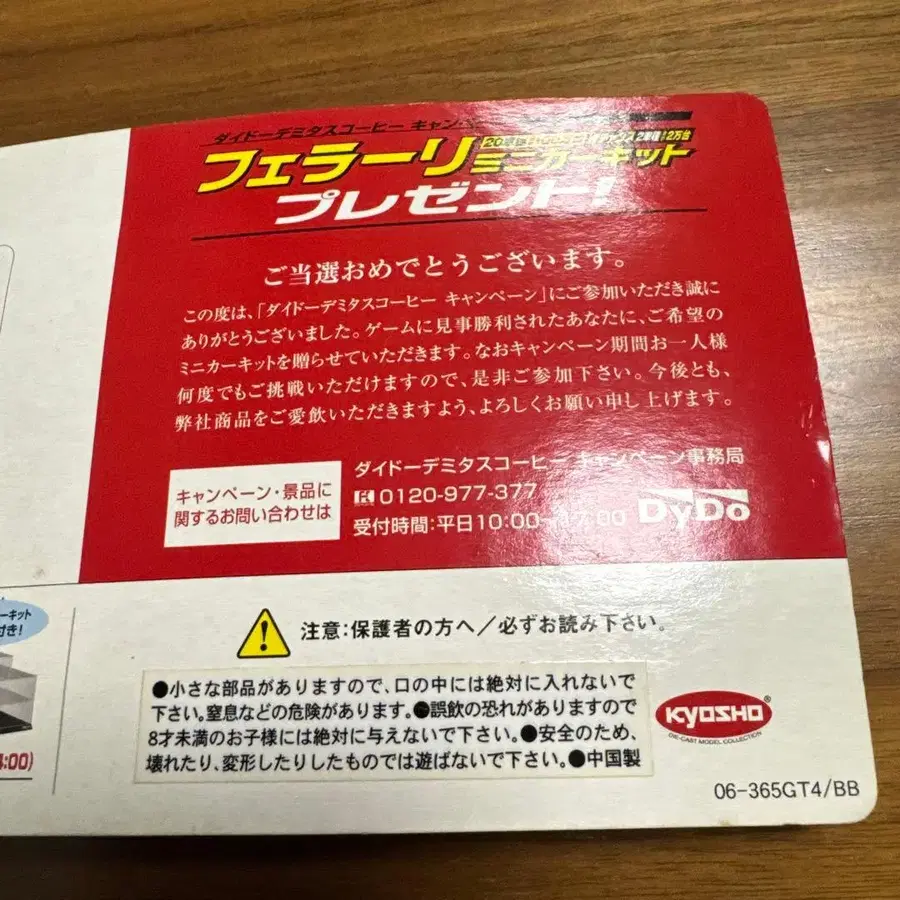 ダイドーデミタスコーヒー キャンペ
フェラーリ
ミニカーキット
プレゼント!
ご当選おめでとうございます。
この度は、「ダイドーデミタスコーヒー キャンペーン」にご参加いただき誠に
ありがとうございました。ゲームに見事勝利されたあなたに、ご希望の
ミニカーキットを贈らせていただきます。なおキャンペーン期間お一人様
何度でもご挑戦いただけますので、是非ご参加下さい。今後とも、
弊社商品をご愛飲いただきますよう、よろしくお願い申し上げます。
キャンペーン・景品に
関するお問い合わせは
ダイドーデミタスコーヒー キャンペーン事務局
0120-977-377
受付時間:平日10:00-17:00
DyDo
ーキット
付き!
:00)
注意:保護者の方へ/必ずお読み下さい。
●小さな部品がありますので、口の中には絶対に入れないで
下さい。窒息などの危険があります。●誤飲の恐れがありますので
8才未満のお子様には絶対に与えないで下さい。●安全のため、
壊れたり、変形したりしたものでは遊ばないで下さい。●中国製
KYOSHO
DIE-CAST MODEL COLLECTION
06-365GT4/BB